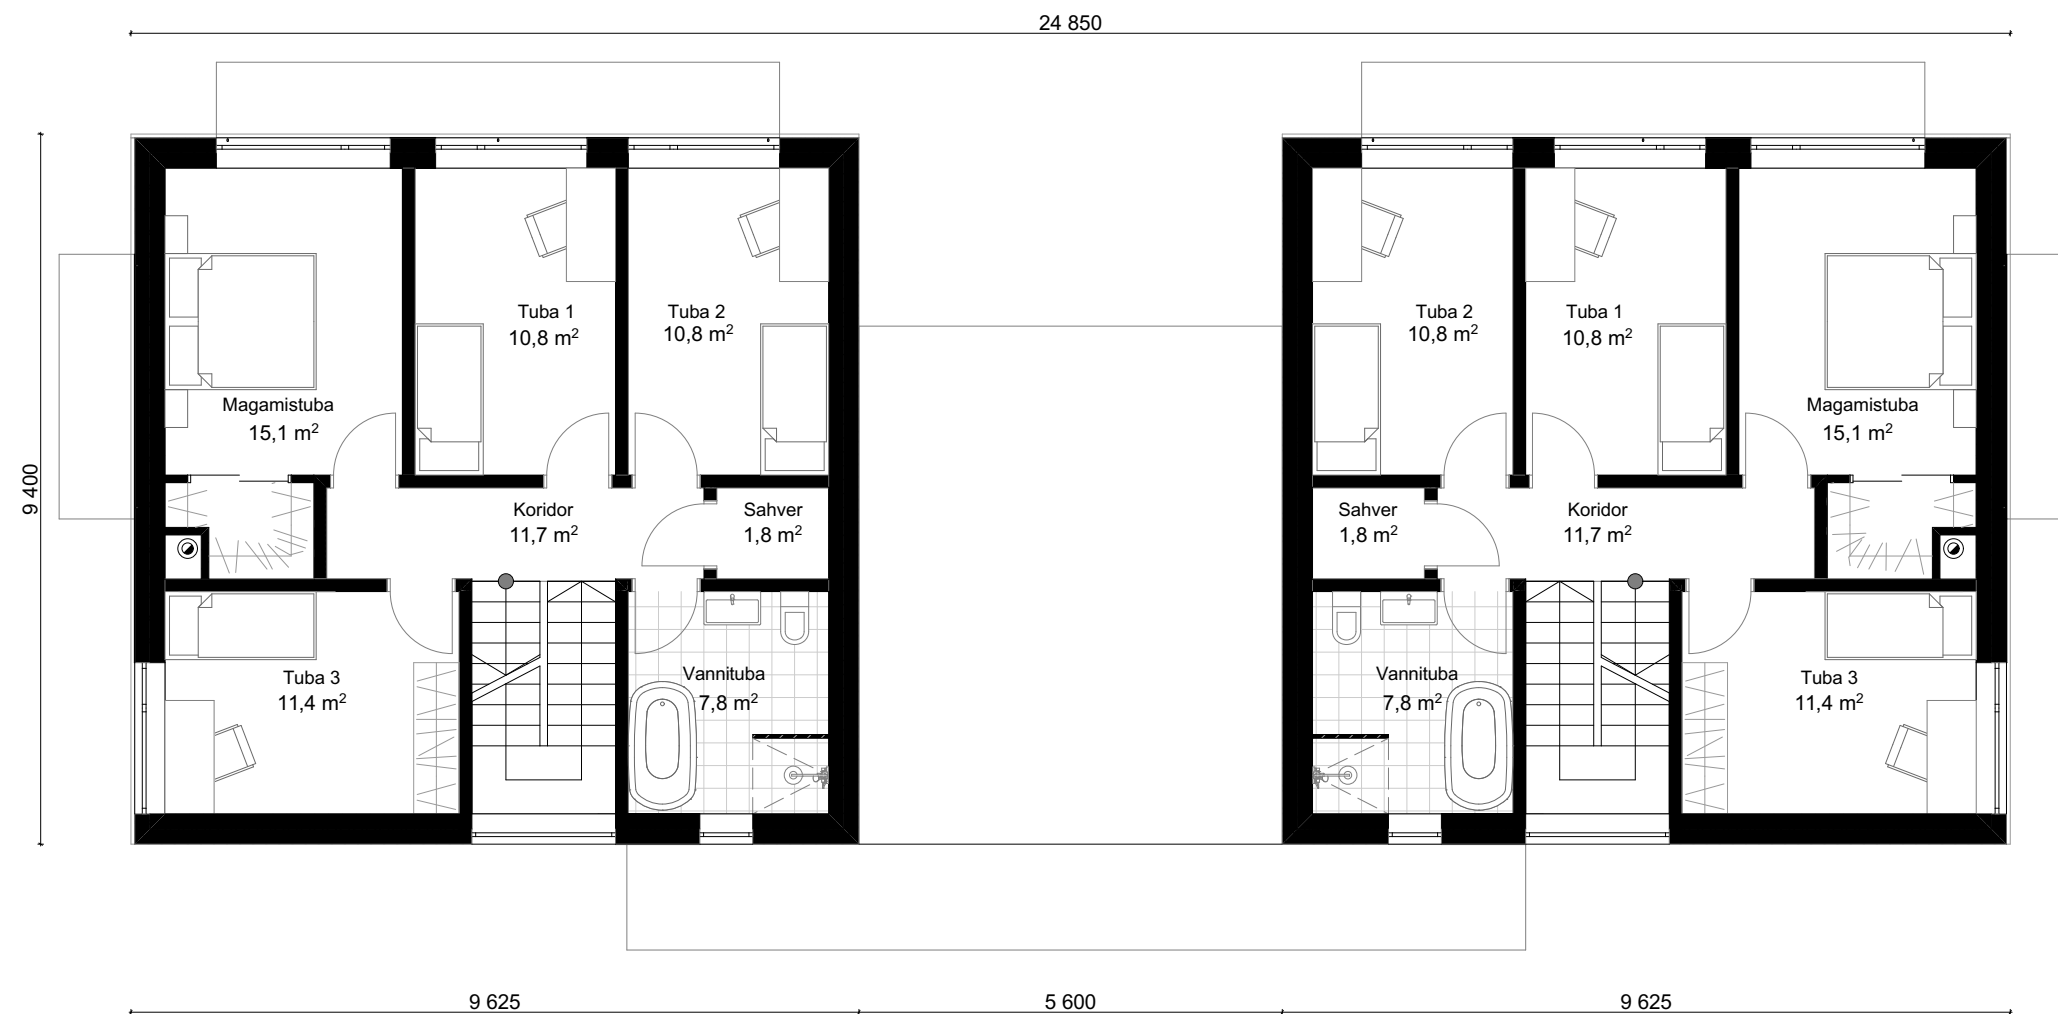 24 850
9 400
Tuba 1
10,8 m²
Tuba 2
10,8 m²
Magamistuba
15,1 m²
Koridor
11,7 m²
Sahver
1,8 m²
Tuba 3
11,4 m²
Vannituba
7,8 m²
Tuba 2
10,8 m²
Tuba 1
10,8 m²
Magamistuba
15,1 m²
Sahver
1,8 m²
Koridor
11,7 m²
Vannituba
7,8 m²
Tuba 3
11,4 m²
9 625
5 600
9 625